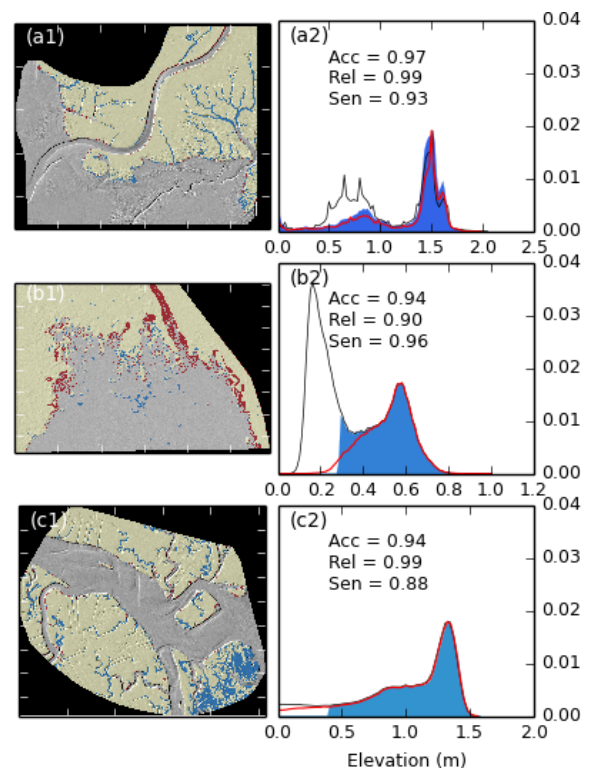 (a1)
(a2)
Acc = 0.97
Rel = 0.99
Sen = 0.93
0.04
0.03
0.02
0.01
0.00
0.0 0.5 1.0 1.5 2.0 2.5
(b1)
(b2)
Acc = 0.94
Rel = 0.90
Sen = 0.96
0.04
0.03
0.02
0.01
0.00
0.0 0.2 0.4 0.6 0.8 1.0 1.2
(c1)
(c2)
Acc = 0.94
Rel = 0.99
Sen = 0.88
0.04
0.03
0.02
0.01
0.00
0.0 0.5 1.0 1.5 2.0
Elevation (m)